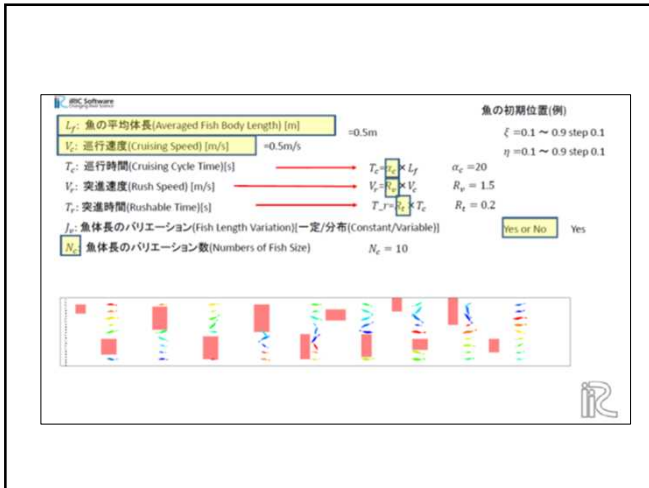 iRIC Software
Changing River Science
魚の初期位置(例)
L_f: 魚の平均体長(Averaged Fish Body Length) [m] =0.5m ξ =0.1 ~ 0.9 step 0.1
V_c: 巡行速度(Cruising Speed) [m/s] =0.5m/s η =0.1 ~ 0.9 step 0.1
T_c: 巡行時間(Cruising Cycle Time)[s] T_c=α_c×L_f α_c =20
V_r: 突進速度(Rush Speed) [m/s] V_r=R_v×V_c R_v = 1.5
T_r: 突進時間(Rushable Time)[s] T_r=R_t×T_c R_t = 0.2
J_v: 魚体長のバリエーション(Fish Length Variation)[一定/分布(Constant/Variable)] Yes or No Yes
N_c: 魚体長のバリエーション数(Numbers of Fish Size) N_c = 10
iRIC